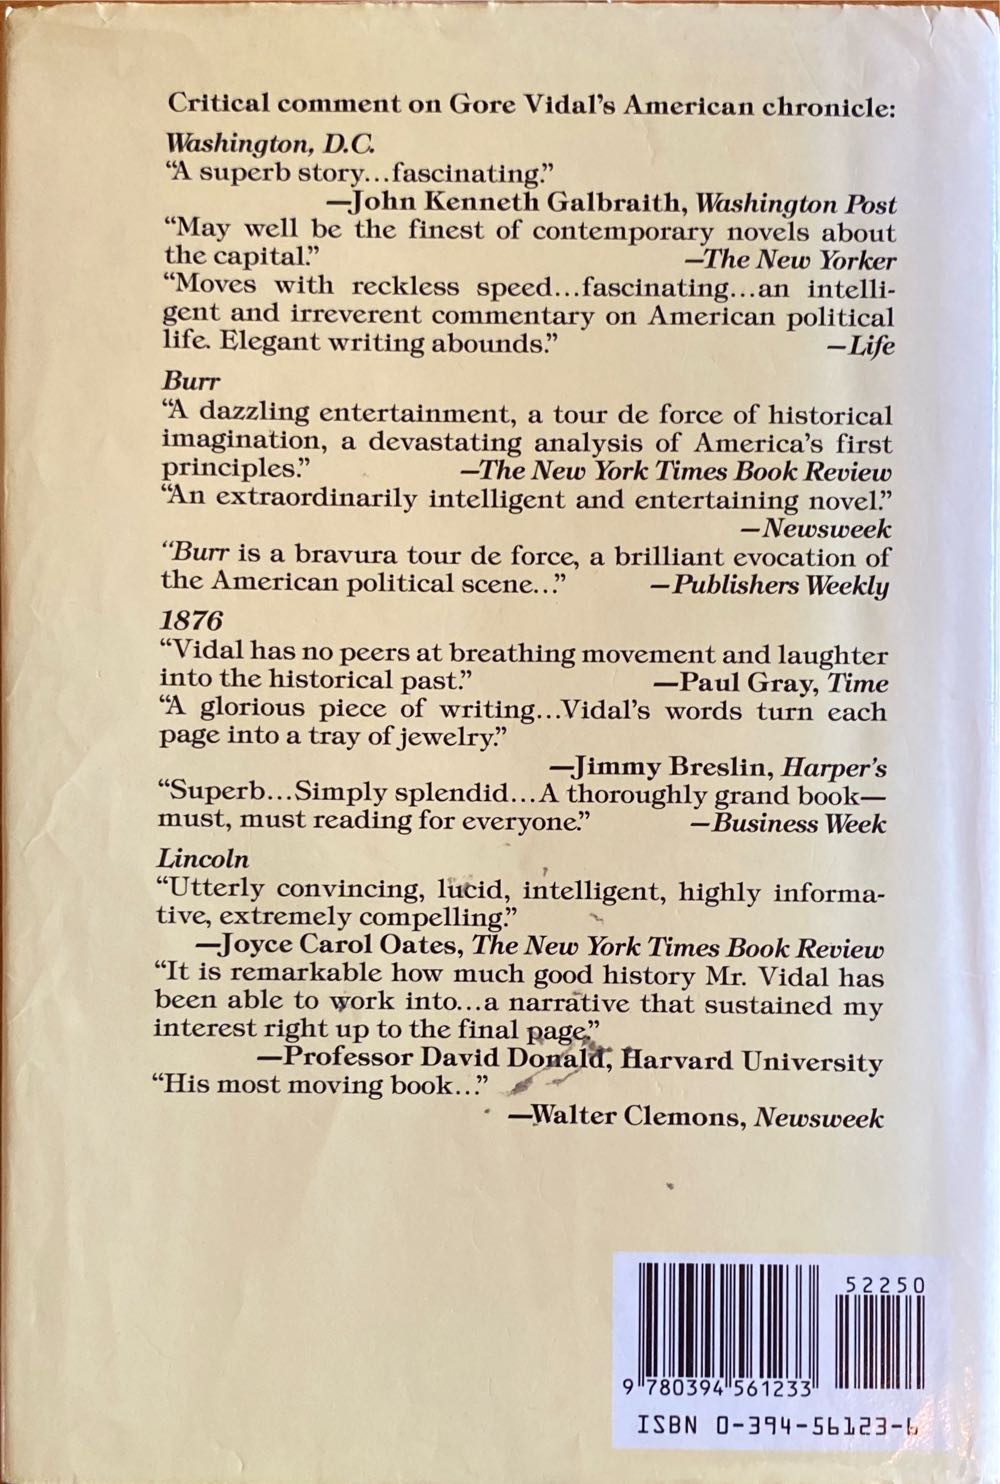 Critical comment on Gore Vidal's American chronicle:
Washington, D.C.
“A superb story...fascinating.”
—John Kenneth Galbraith, Washington Post
“May well be the finest of contemporary novels about
the capital.” —The New Yorker
“Moves with reckless speed...fascinating...an intelli-
gent and irreverent commentary on American political
life. Elegant writing abounds.” —Life
Burr
“A dazzling entertainment, a tour de force of historical
imagination, a devastating analysis of America's first
principles.” —The New York Times Book Review
“An extraordinarily intelligent and entertaining novel.”
—Newsweek
“Burr is a bravura tour de force, a brilliant evocation of
the American political scene...” —Publishers Weekly
1876
“Vidal has no peers at breathing movement and laughter
into the historical past.” —Paul Gray, Time
“A glorious piece of writing...Vidal's words turn each
page into a tray of jewelry.”
—Jimmy Breslin, Harper's
“Superb...Simply splendid...A thoroughly grand book—
must, must reading for everyone.” —Business Week
Lincoln
“Utterly convincing, lucid, intelligent, highly informa-
tive, extremely compelling.”
—Joyce Carol Oates, The New York Times Book Review
“It is remarkable how much good history Mr. Vidal has
been able to work into...a narrative that sustained my
interest right up to the final page.”
—Professor David Donald, Harvard University
“His most moving book...”
—Walter Clemons, Newsweek
52250
9 780394 561233
ISBN 0-394-56123-6